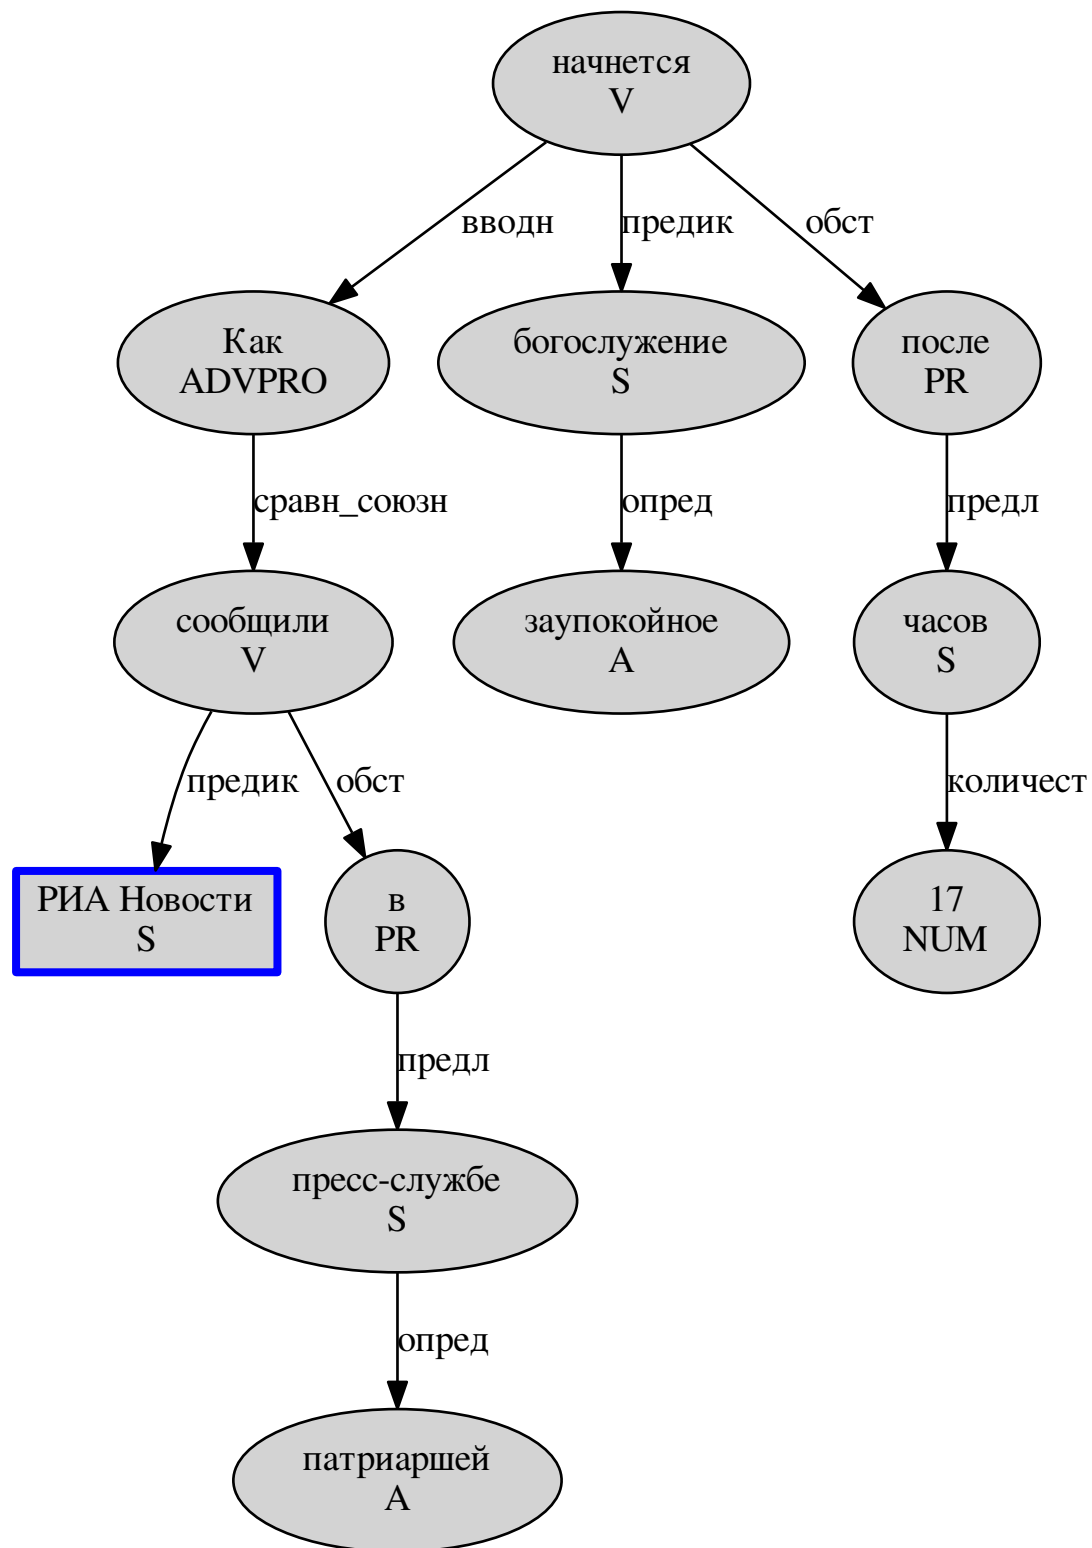 начнется
V
вводн
предик
обст
Как
ADVPRO
богослужение
S
после
PR
сравн_союзн
опред
предл
сообщили
V
заупокойное
A
часов
S
предик
обст
количест
РИА Новости
S
в
PR
17
NUM
предл
пресс-службе
S
опред
патриаршей
A